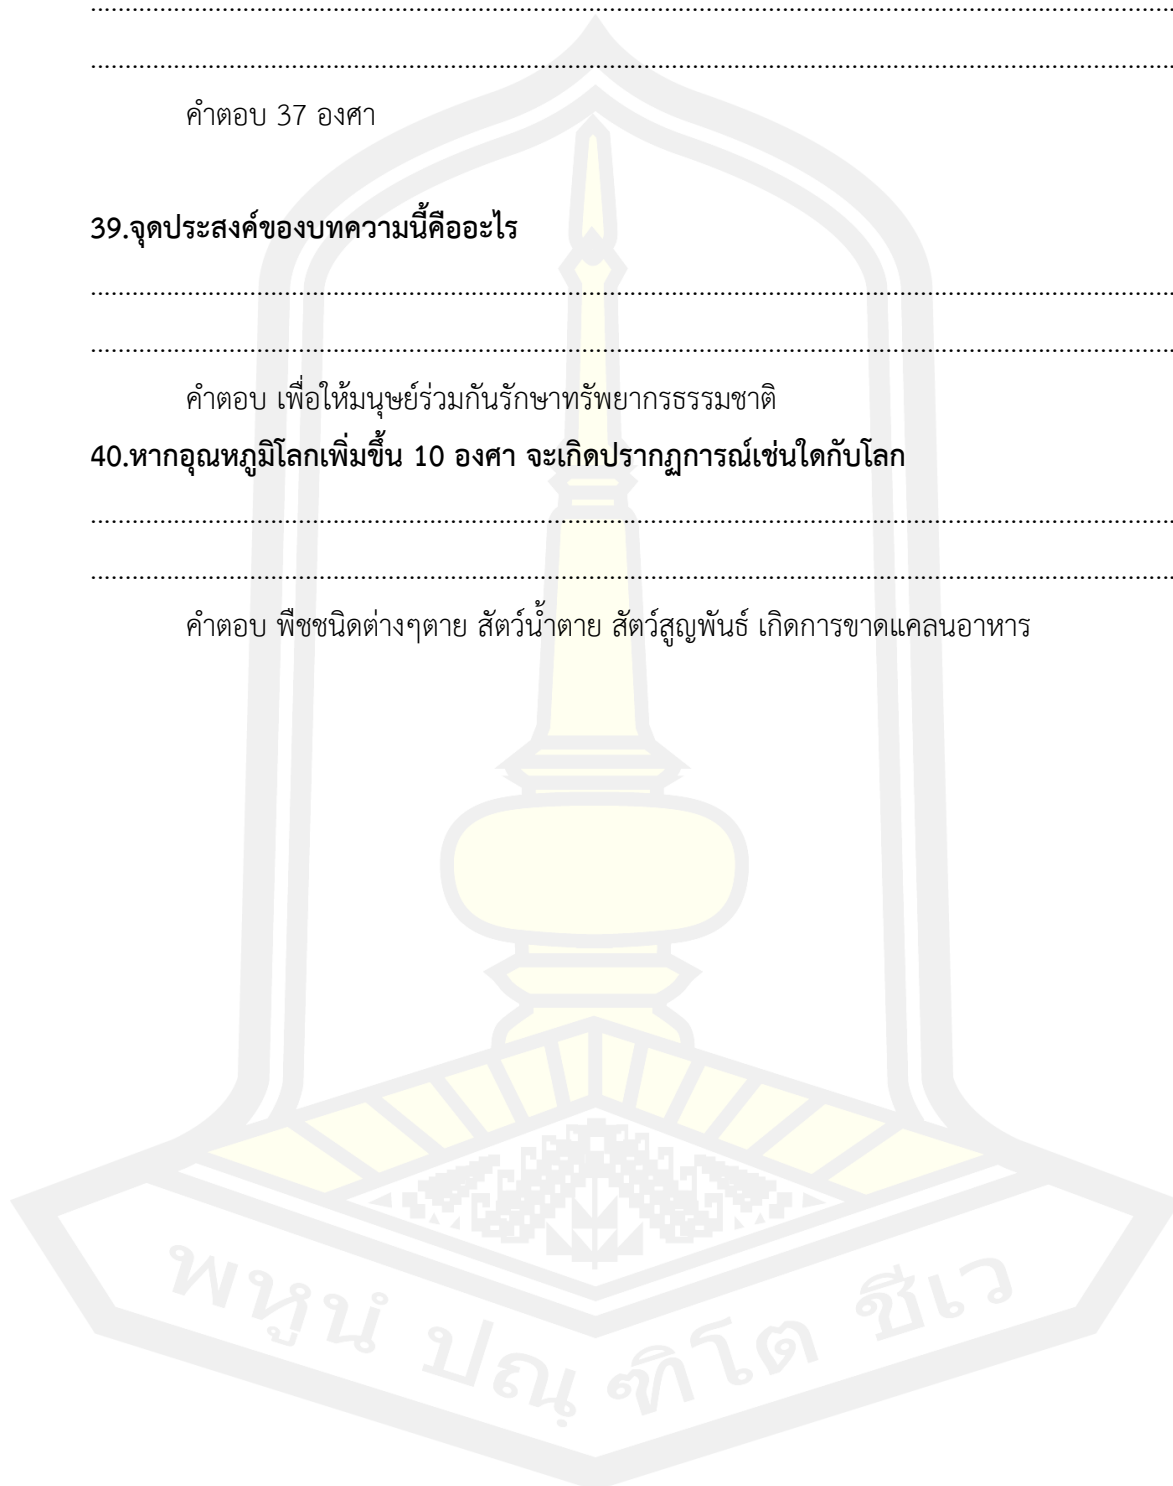 ................................................................................
................................................................................
คำตอบ 37 องศา
39.จุดประสงค์ของบทความนี้คืออะไร
................................................................................
................................................................................
คำตอบ เพื่อให้มนุษย์ร่วมกันรักษาทรัพยากรธรรมชาติ
40.หากอุณหภูมิโลกเพิ่มขึ้น 10 องศา จะเกิดปรากฏการณ์เช่นใดกับโลก
................................................................................
................................................................................
คำตอบ พืชชนิดต่างๆตาย สัตว์น้ำตาย สัตว์สูญพันธ์ เกิดการขาดแคลนอาหาร
พหูนํ ปณฺฑิโต ชีเว